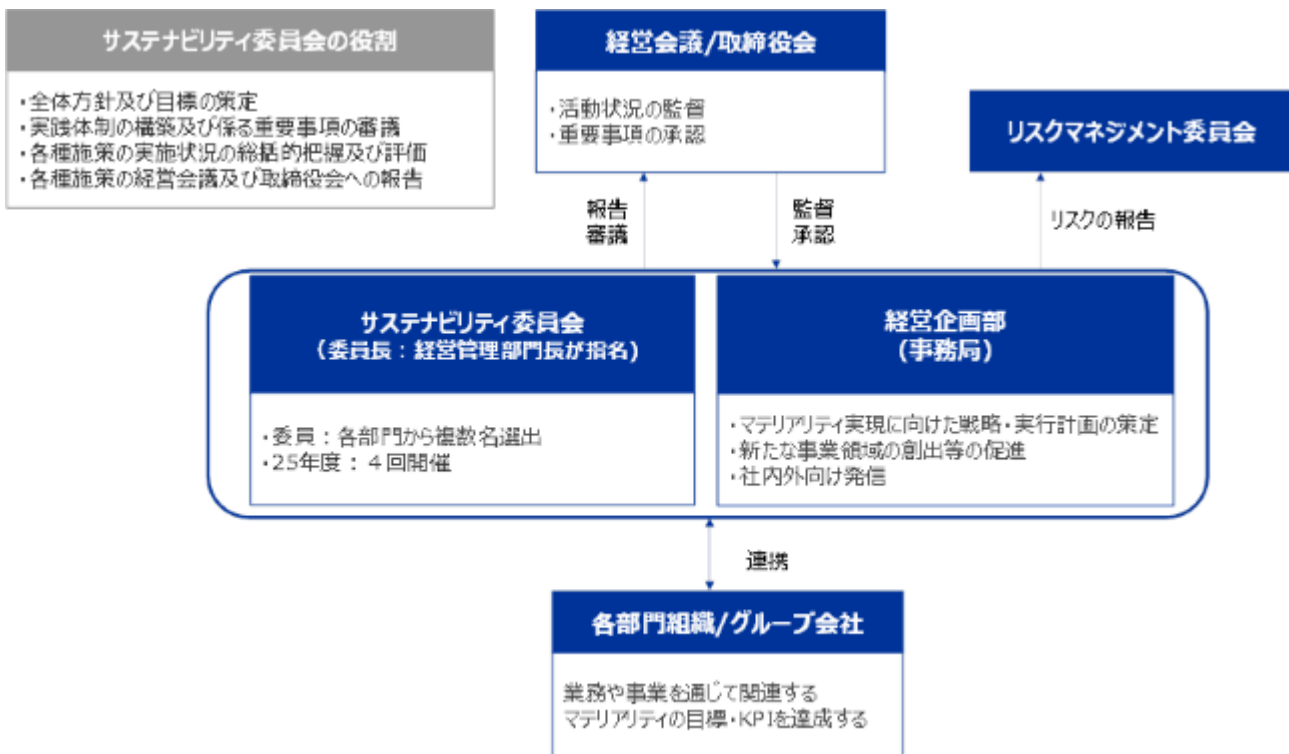 サステナビリティ委員会の役割
・全体方針及び目標の策定
・実践体制の構築及び係る重要事項の審議
・各種施策の実施状況の総括的把握及び評価
・各種施策の経営会議及び取締役会への報告
経営会議/取締役会
・活動状況の監督
・重要事項の承認
リスクマネジメント委員会
報告
審議
監督
承認
リスクの報告
サステナビリティ委員会
（委員長：経営管理部門長が指名）
・委員：各部門から複数名選出
・25年度：４回開催
経営企画部
(事務局)
・マテリアリティ実現に向けた戦略・実行計画の策定
・新たな事業領域の創出等の促進
・社内外向け発信
連携
各部門組織/グループ会社
業務や事業を通じて関連する
マテリアリティの目標・KPIを達成する